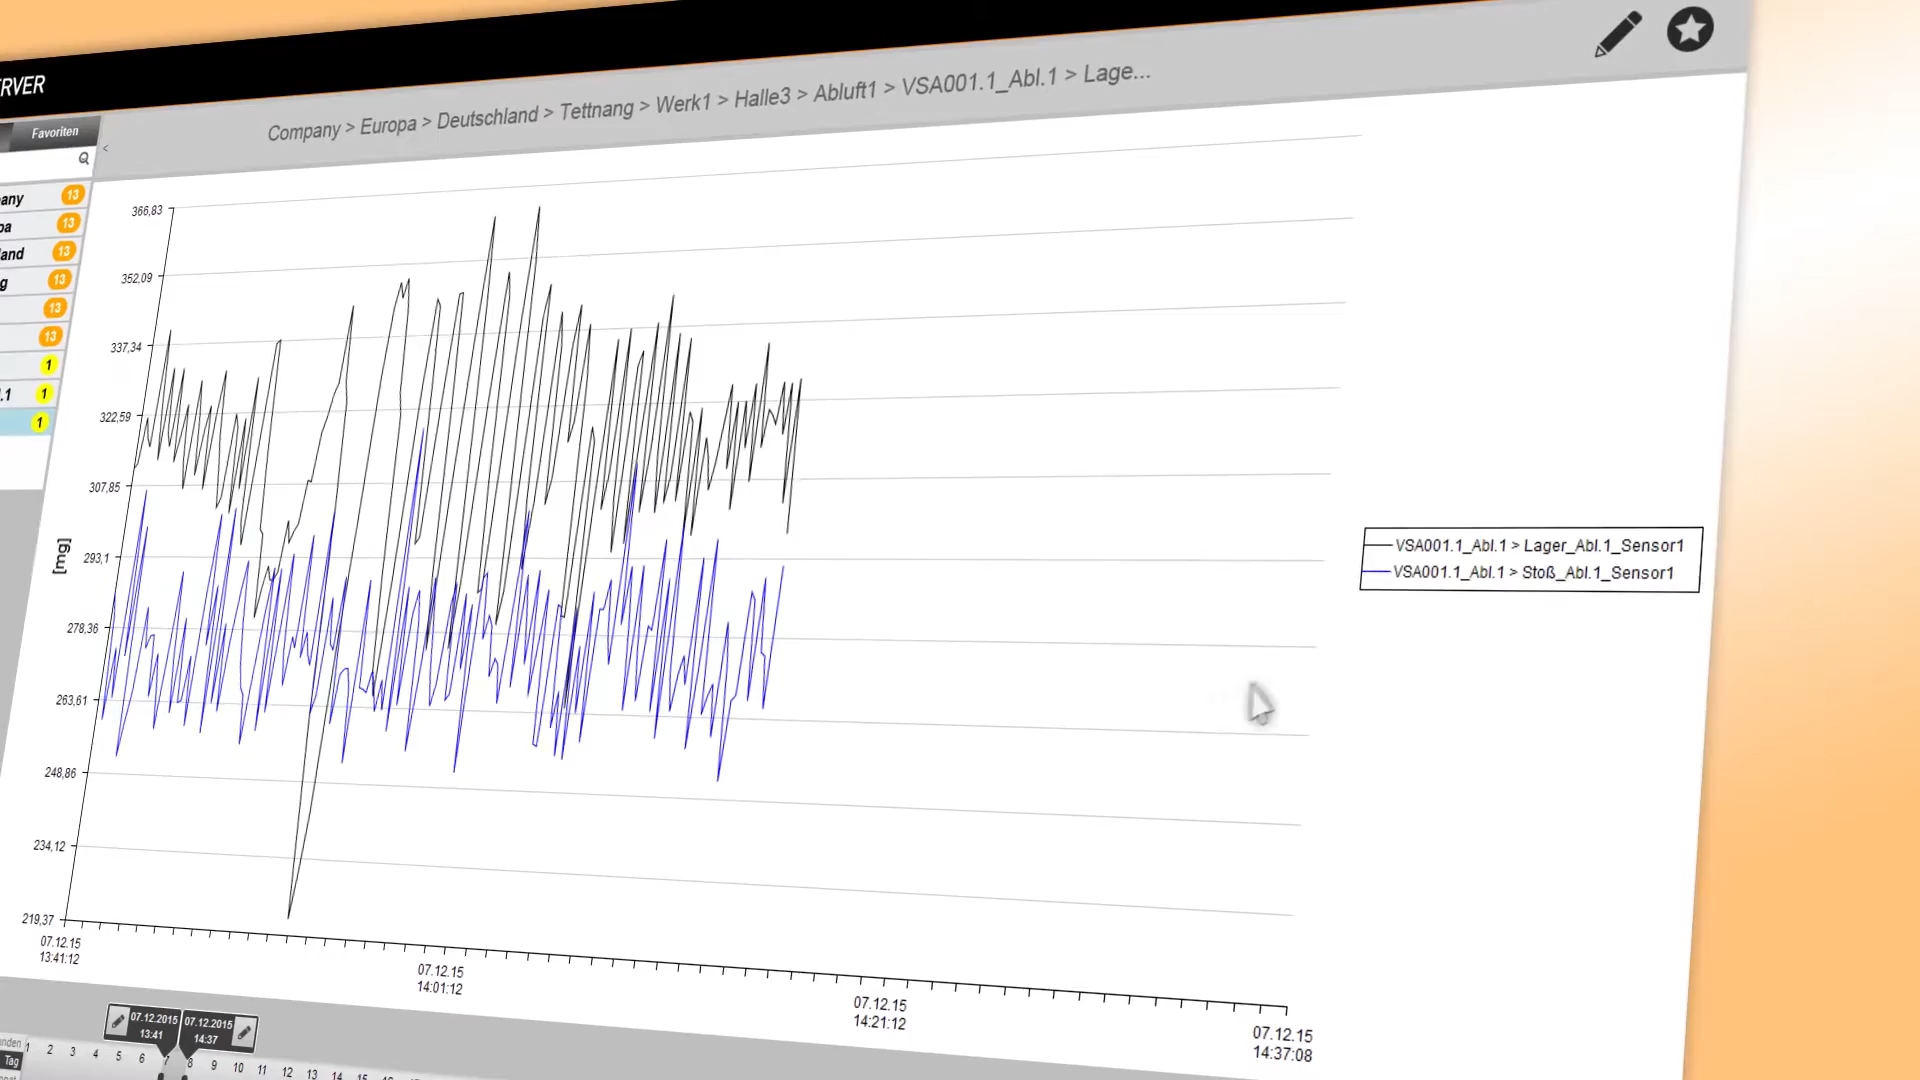 RVER
Company > Europa > Deutschland > Tettnang > Werk1 > Halle3 > Abluft1 > VSA001.1_Abl.1 > Lage...
Favoriten
<
any 13
pa 13
land 13
g 13
13
13
1
.1 1
1
366,83
352,09
337,34
322,59
307,85
293,1
278,36
263,61
248,86
234,12
219,37
[mg]
VSA001.1_Abl.1 > Lager_Abl.1_Sensor1
VSA001.1_Abl.1 > Stoß_Abl.1_Sensor1
07.12.15
13:41:12
07.12.15
14:01:12
07.12.15
14:21:12
07.12.15
14:37:08
07.12.2015
13:41
07.12.2015
14:37
nden
Tag
1 2 3 4 5 6 7 8 9 10 11 12 13 14 15 16